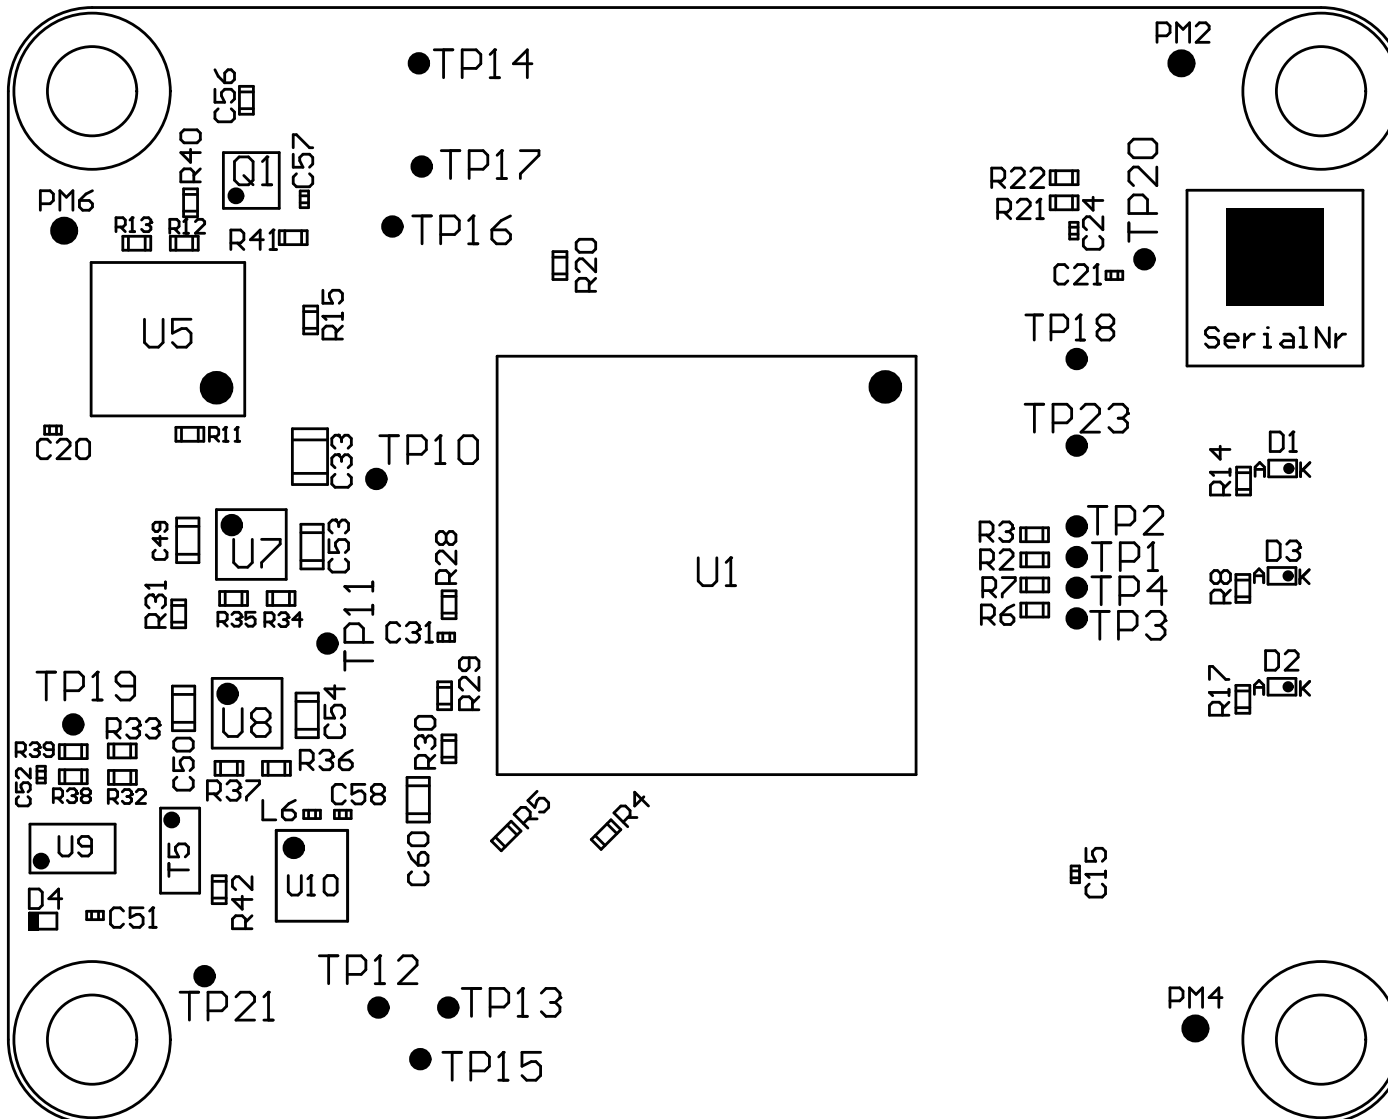 PM2
TP14
C56
TP17
R40
Q1
C57
TP20
R22
R21
C24
PM6
R13
R12
R41
TP16
R20
C21
R15
U5
TP18
SerialNr
C20
R11
C33
TP10
TP23
D1
R14
A
K
C49
U7
C53
R28
R3
TP2
R2
TP1
R7
TP4
R6
TP3
U1
D3
R8
A
K
R31
R35
R34
TP11
C31
R29
D2
R17
A
K
TP19
R33
R39
C50
U8
C54
R30
C52
R38
R32
R37
R36
L6
C58
C60
R5
R4
U9
T5
U10
C15
D4
C51
R42
TP21
TP12
TP13
PM4
TP15